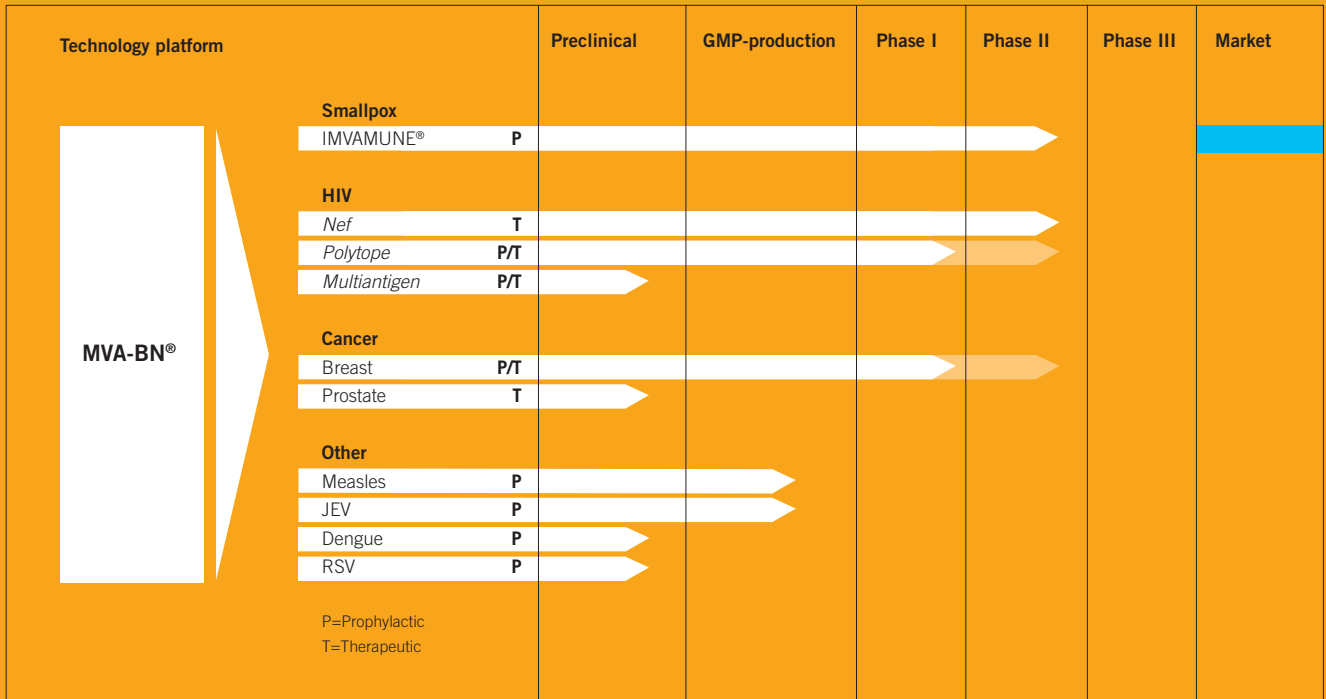 Technology platform Preclinical GMP-production Phase I Phase II Phase III Market
Smallpox
IMVAMUNE® P
HIV
Nef T
Polytope P/T
Multiantigen P/T
MVA-BN®
Cancer
Breast P/T
Prostate T
Other
Measles P
JEV P
Dengue P
RSV P
P=Prophylactic
T=Therapeutic